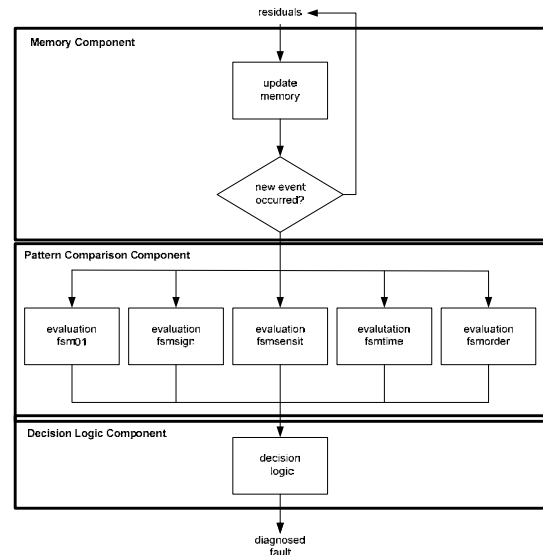 residuals
Memory Component
update
memory
new event
occurred?
Pattern Comparison Component
evaluation
fsm01
evaluation
fsmsign
evaluation
fsmsensit
evalutation
fsmtime
evaluation
fsmorder
Decision Logic Component
decision
logic
diagnosed
fault